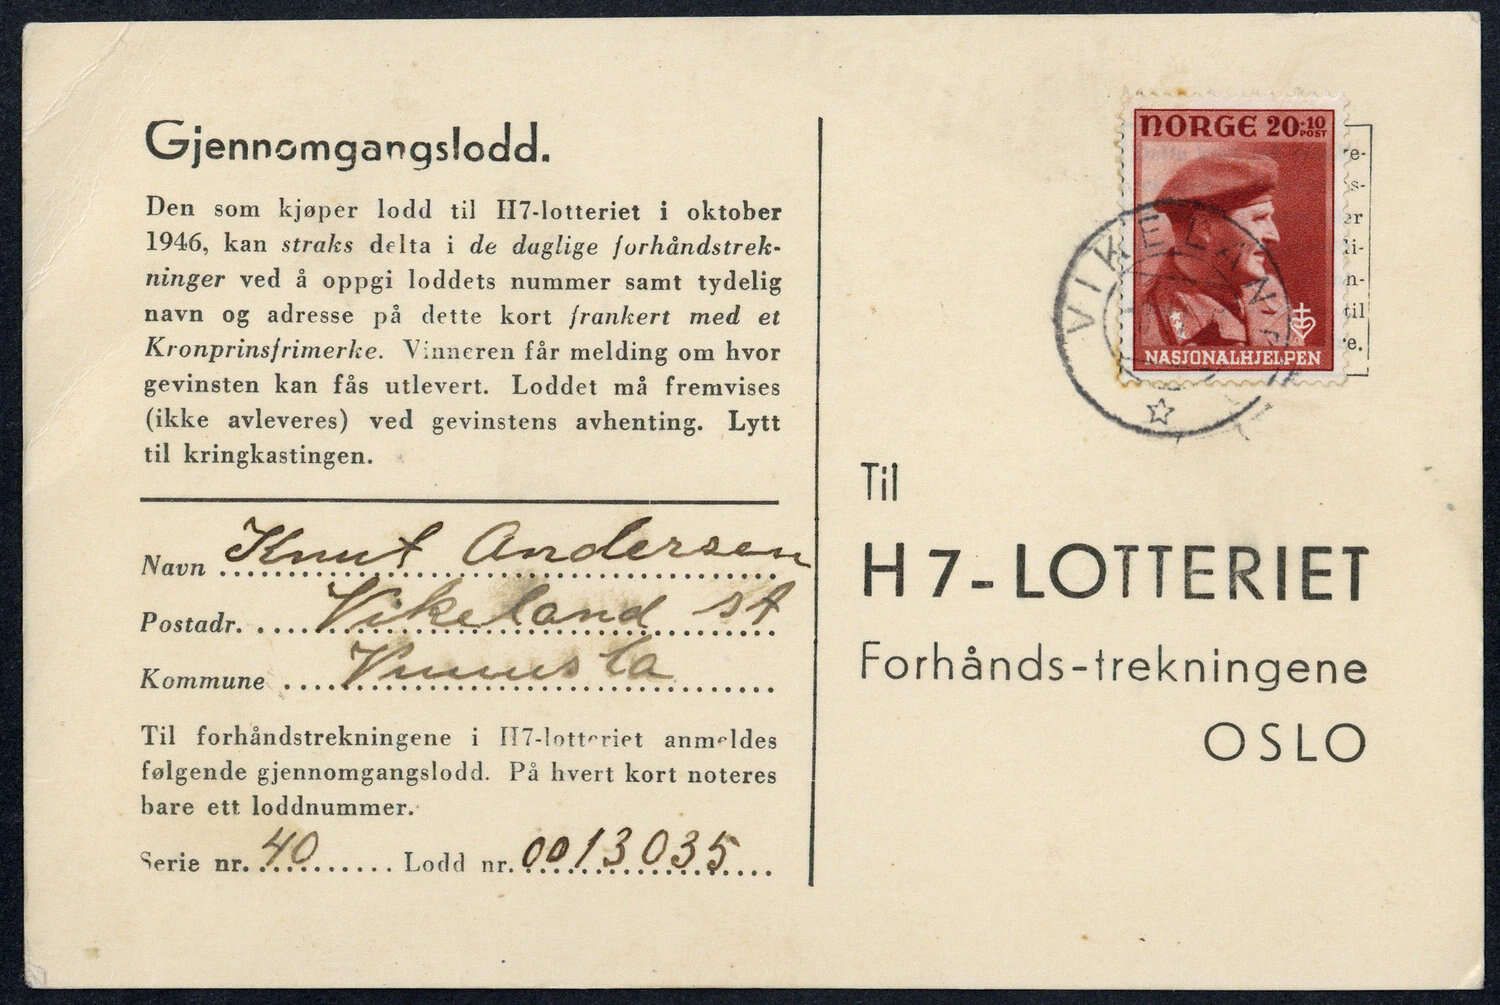 Gjennomgangslodd.
Den som kjøper lodd til H7-lotteriet i oktober
1946, kan straks delta i de daglige forhåndstrek-
ninger ved å oppgi loddets nummer samt tydelig
navn og adresse på dette kort frankert med et
Kronprinsfrimerke. Vinneren får melding om hvor
gevinsten kan fås utlevert. Loddet må fremvises
(ikke avleveres) ved gevinstens avhenting. Lytt
til kringkastingen.
Navn Knut Andersen
Postadr. Vikeland st
Kommune
Til forhåndstrekningene i H7-lotteriet anmeldes
følgende gjennomgangslodd. På hvert kort noteres
bare ett loddnummer.
Serie nr. 40 Lodd nr. 0013035
NORGE 20+10
POST
NASJONALHJELPEN
VIKELAND
e-
s-
er
li-
n-
til
e.
Til
H7-LOTTERIET
Forhånds-trekningene
OSLO